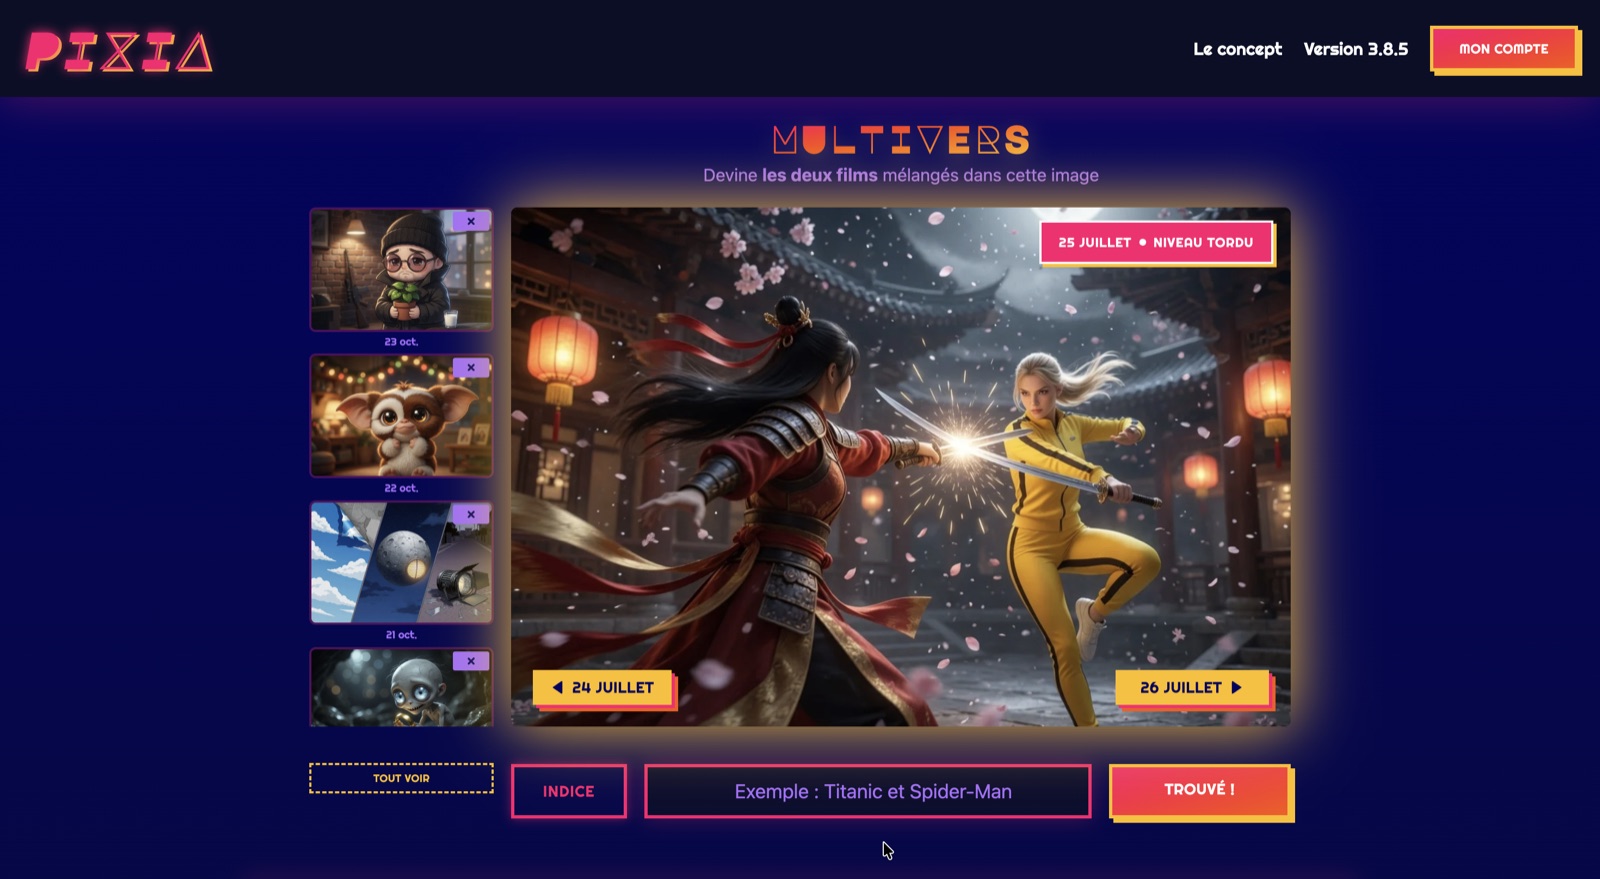 PIXIA
Le concept
Version 3.8.5
MON COMPTE
MULTIVERS
Devine les deux films mélangés dans cette image
25 JUILLET • NIVEAU TORDU
×
23 oct.
×
22 oct.
×
21 oct.
×
◀ 24 JUILLET
26 JUILLET ▶
TOUT VOIR
INDICE
Exemple : Titanic et Spider-Man
TROUVÉ !